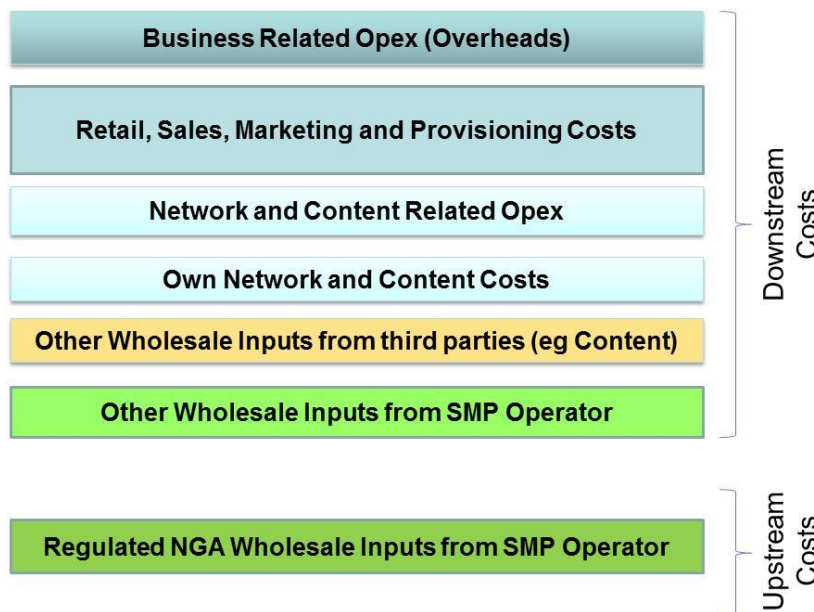 Business Related Opex (Overheads)
Retail, Sales, Marketing and Provisioning Costs
Network and Content Related Opex
Own Network and Content Costs
Other Wholesale Inputs from third parties (eg Content)
Other Wholesale Inputs from SMP Operator
Downstream
Costs
Regulated NGA Wholesale Inputs from SMP Operator
Upstream
Costs